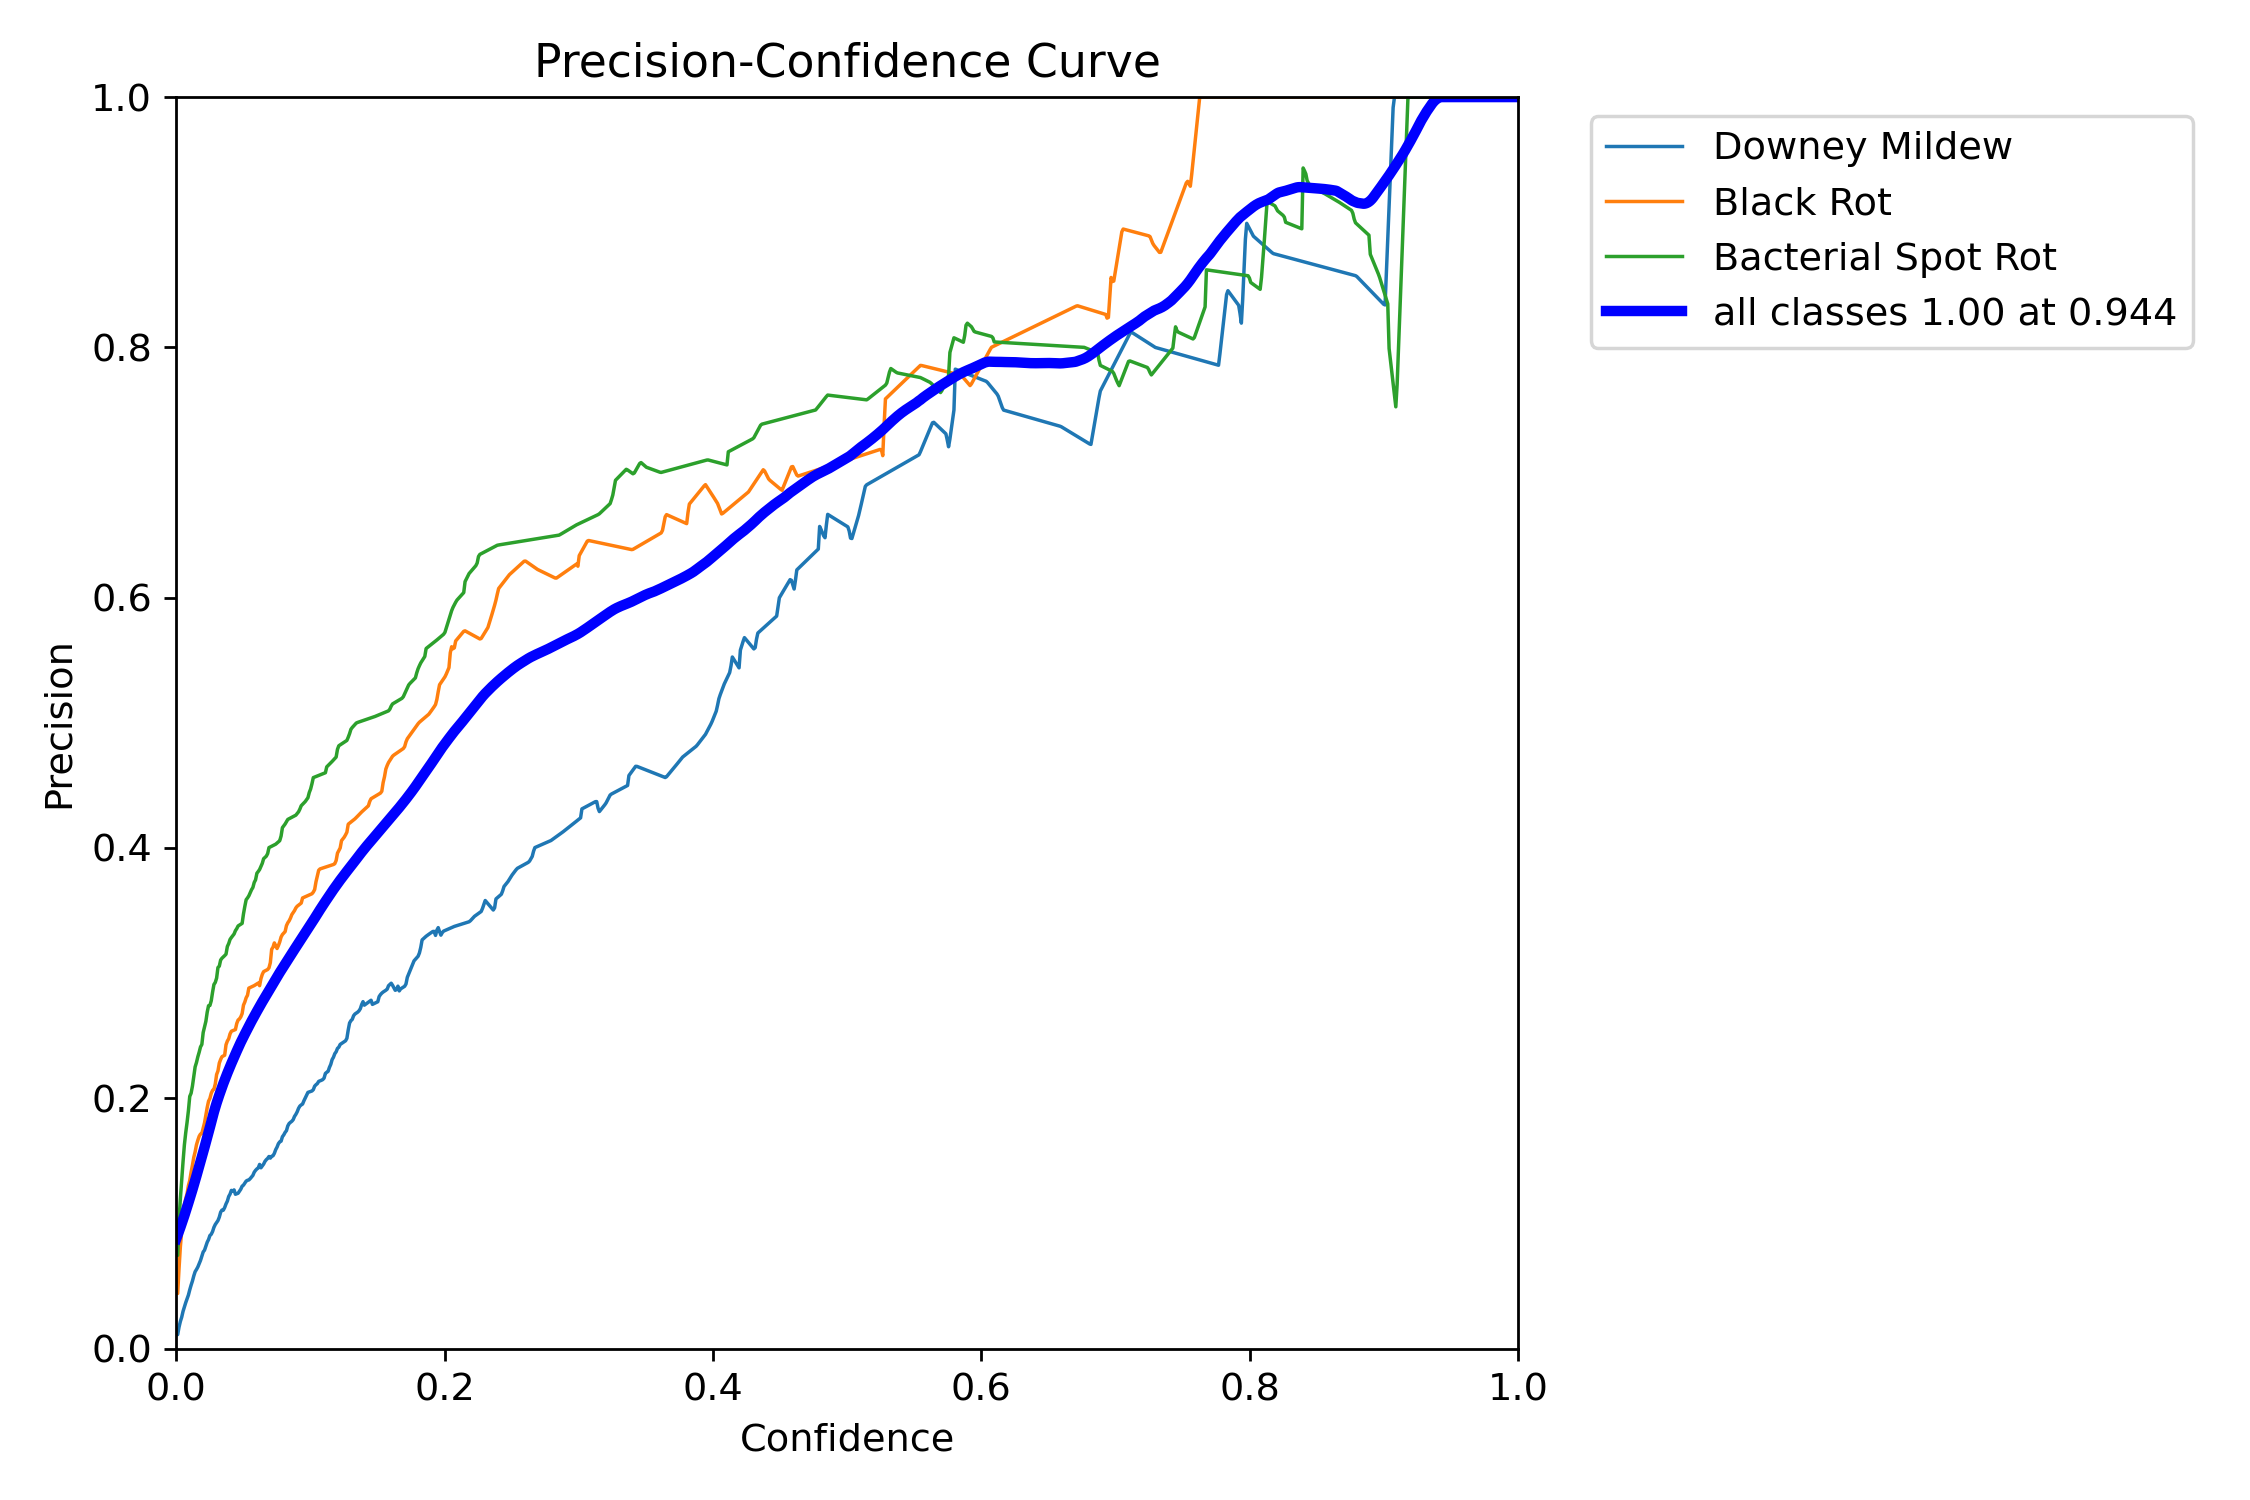 Precision-Confidence Curve
1.0
0.8
0.6
0.4
0.2
0.0
Precision
0.0 0.2 0.4 0.6 0.8 1.0
Confidence
Downey Mildew
Black Rot
Bacterial Spot Rot
all classes 1.00 at 0.944